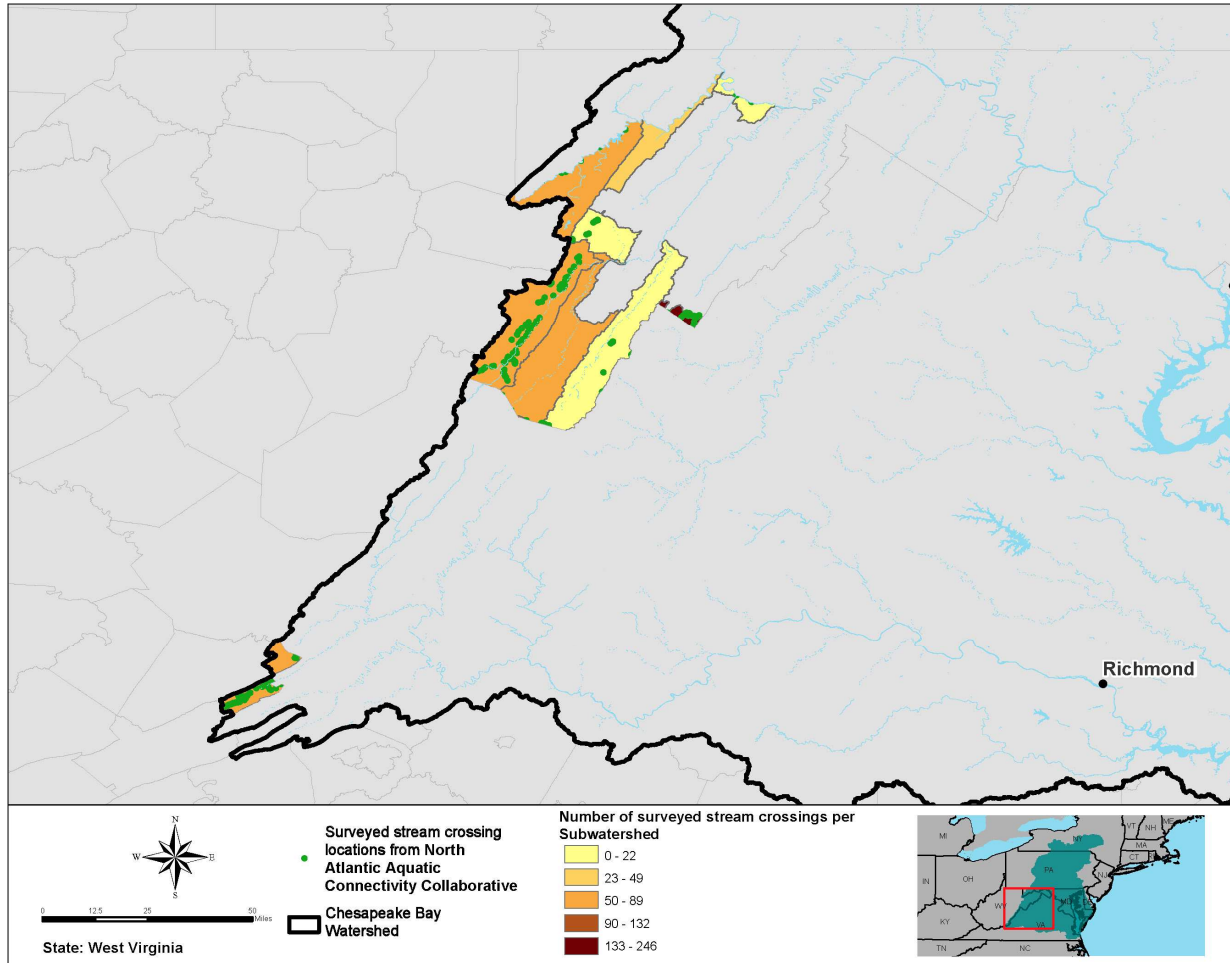 Richmond
N
W
E
S
0
12.5
25
50
Miles
State: West Virginia
Surveyed stream crossing
locations from North
Atlantic Aquatic
Connectivity Collaborative
Chesapeake Bay
Watershed
Number of surveyed stream crossings per
Subwatershed
0 - 22
23 - 49
50 - 89
90 - 132
133 - 246
MI
NY
VT
NH
ME
MA
CT
IN
OH
PA
NJ
WV
MD
DE
KY
VA
TN
NC